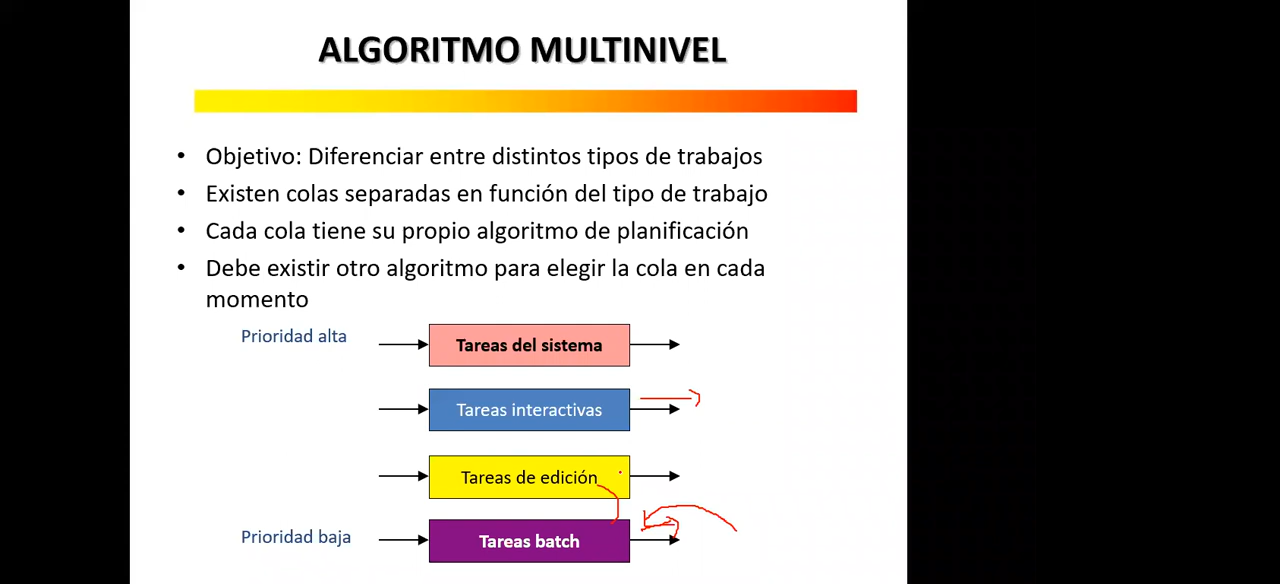 ALGORITMO MULTINIVEL
• Objetivo: Diferenciar entre distintos tipos de trabajos
• Existen colas separadas en función del tipo de trabajo
• Cada cola tiene su propio algoritmo de planificación
• Debe existir otro algoritmo para elegir la cola en cada
momento
Prioridad alta
Tareas del sistema
Tareas interactivas
Tareas de edición
Prioridad baja
Tareas batch